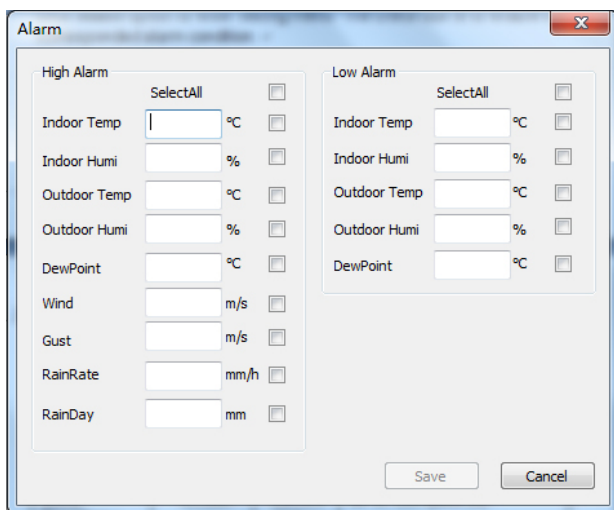 Alarm
High Alarm
SelectAll
Indoor Temp ℃
Indoor Humi %
Outdoor Temp ℃
Outdoor Humi %
DewPoint ℃
Wind m/s
Gust m/s
RainRate mm/h
RainDay mm
Low Alarm
SelectAll
Indoor Temp ℃
Indoor Humi %
Outdoor Temp ℃
Outdoor Humi %
DewPoint ℃
Save Cancel